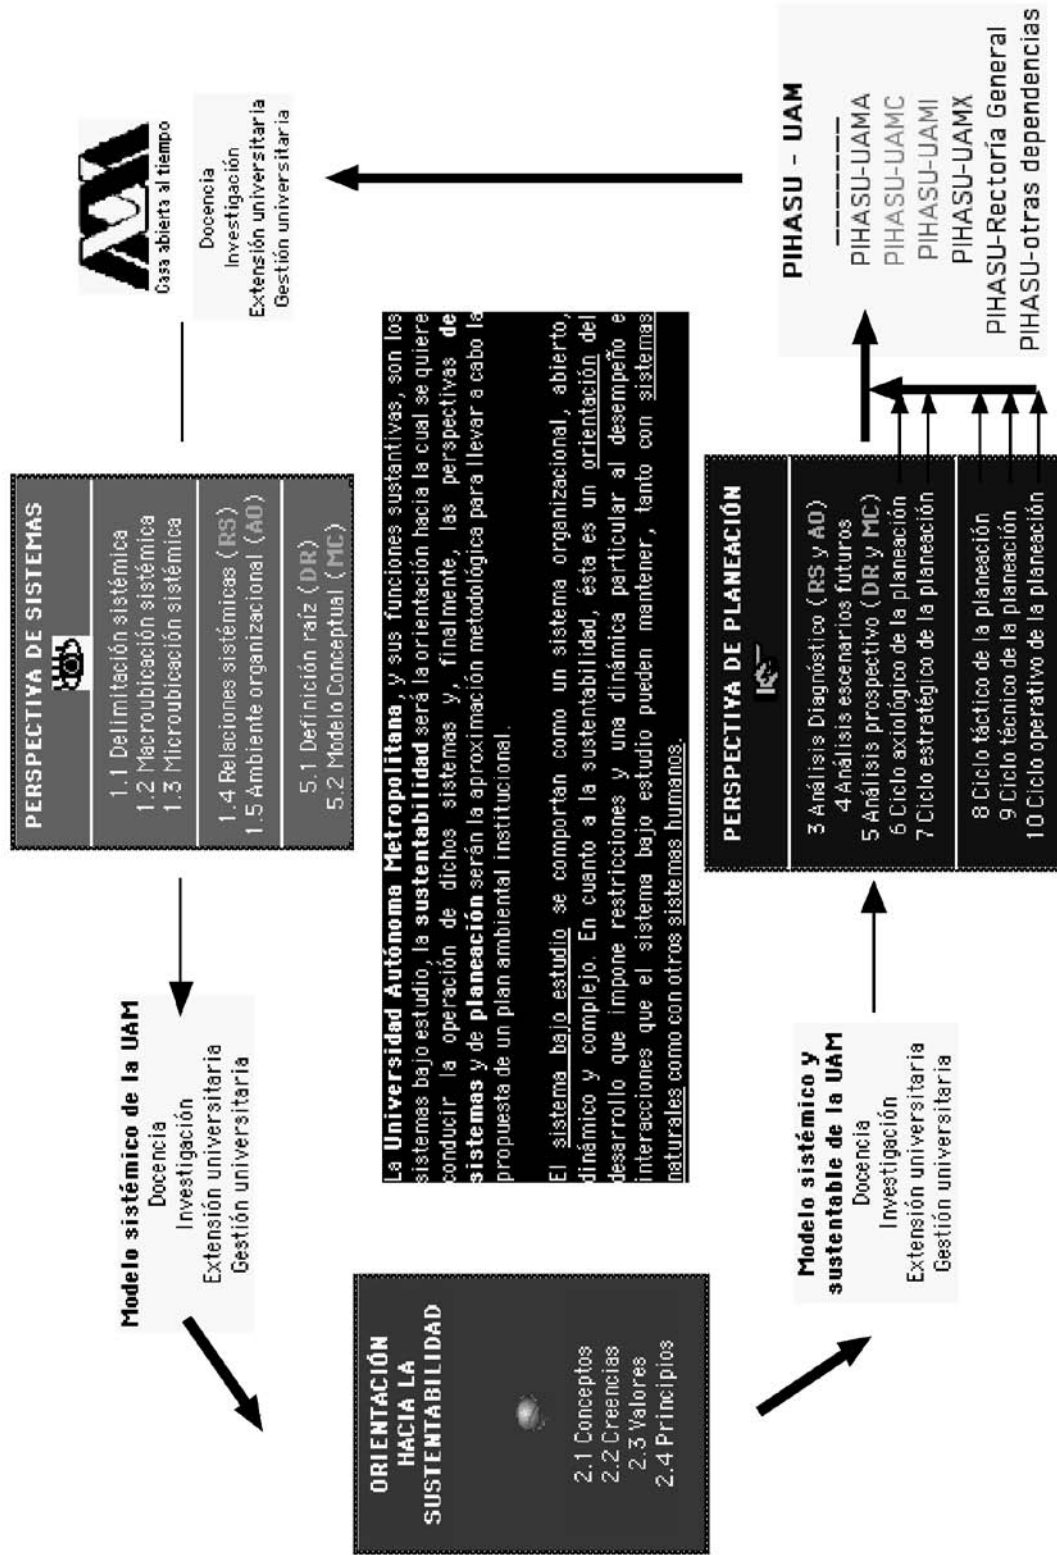 Modelo sistémico de la UAM
Docencia
Investigación
Extensión universitaria
Gestión universitaria
PERSPECTIVA DE SISTEMAS
1.1 Delimitación sistémica
1.2 Macroubicación sistémica
1.3 Microubicación sistémica
1.4 Relaciones sistémicas (RS)
1.5 Ambiente organizacional (AO)
5.1 Definición raíz (DR)
5.2 Modelo Conceptual (MC)
Casa abierta al tiempo
Docencia
Investigación
Extensión universitaria
Gestión universitaria
ORIENTACIÓN
HACIA LA
SUSTENTABILIDAD
2.1 Conceptos
2.2 Creencias
2.3 Valores
2.4 Principios
La Universidad Autónoma Metropolitana, y sus funciones sustantivas, son los
sistemas bajo estudio, la sustentabilidad será la orientación hacia la cual se quiere
conducir la operación de dichos sistemas y, finalmente, las perspectivas de
sistemas y de planeación serán la aproximación metodológica para llevar a cabo la
propuesta de un plan ambiental institucional.
El sistema bajo estudio se comportan como un sistema organizacional, abierto,
dinámico y complejo. En cuanto a la sustentabilidad, ésta es un orientación del
desarrollo que impone restricciones y una dinámica particular al desempeño e
interacciones que el sistema bajo estudio pueden mantener, tanto con sistemas
naturales como con otros sistemas humanos.
Modelo sistémico y
sustentable de la UAM
Docencia
Investigación
Extensión universitaria
Gestión universitaria
PERSPECTIVA DE PLANEACIÓN
3 Análisis Diagnóstico (RS y AO)
4 Análisis escenarios futuros
5 Análisis prospectivo (DR y MC)
6 Ciclo axiológico de la planeación
7 Ciclo estratégico de la planeación
8 Ciclo táctico de la planeación
9 Ciclo técnico de la planeación
10 Ciclo operativo de la planeación
PIHASU - UAM
________
PIHASU-UAMA
PIHASU-UAMC
PIHASU-UAMI
PIHASU-UAMX
PIHASU-Rectoría General
PIHASU-otras dependencias